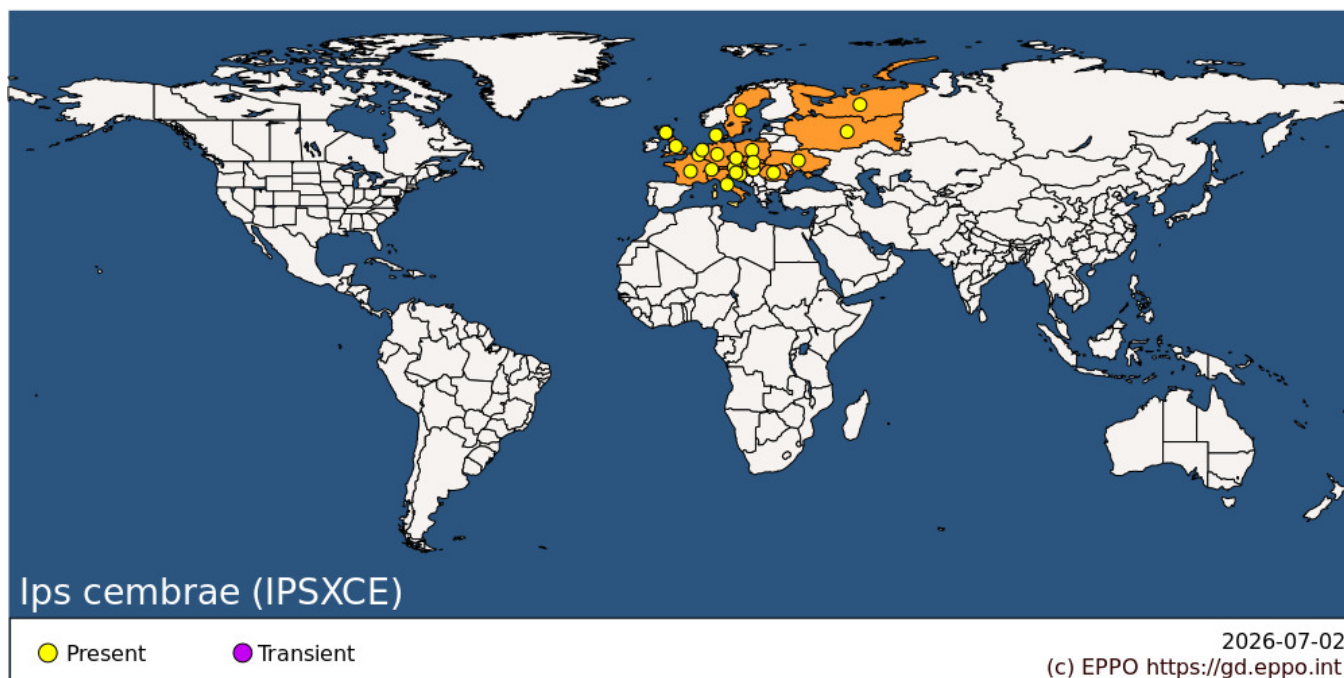 Ips cembrae (IPSXCE)
Present
Transient
2026-07-02
(c) EPPO https://gd.eppo.int